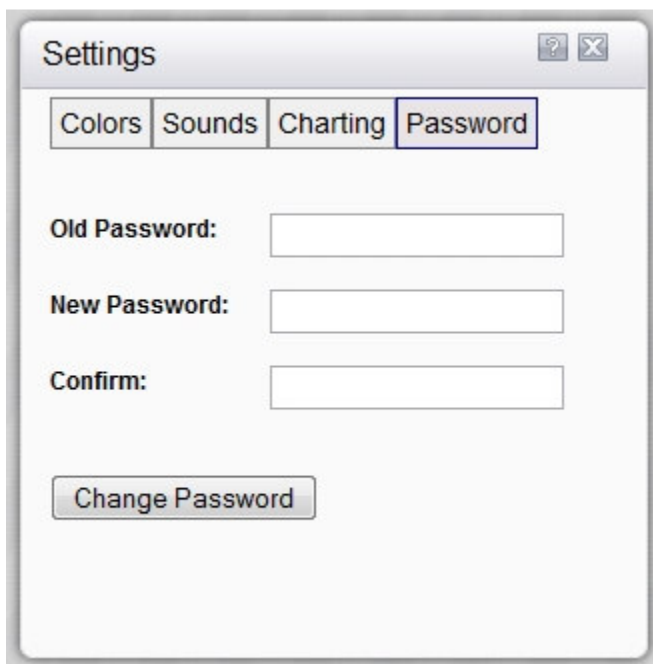 Settings
?
Colors Sounds Charting Password
Old Password:
New Password:
Confirm:
Change Password